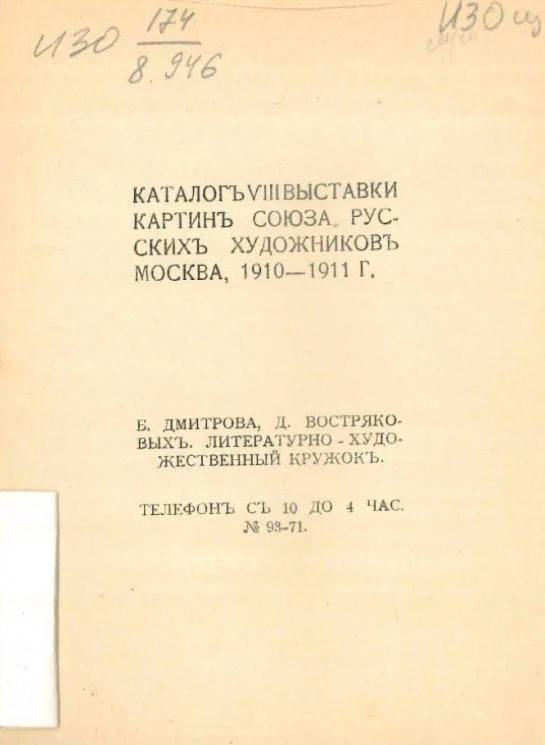 ИЗО 174
8.946
ИЗО
КАТАЛОГЪ VIII ВЫСТАВКИ
КАРТИНЪ СОЮЗА РУС-
СКИХЪ ХУДОЖНИКОВЪ
МОСКВА, 1910—1911 Г.
Б. ДМИТРОВА, Д. ВОСТРЯКО-
ВЫХЪ. ЛИТЕРАТУРНО-ХУДО-
ЖЕСТВЕННЫЙ КРУЖОКЪ.
ТЕЛЕФОНЪ СЪ 10 ДО 4 ЧАС.
№ 93-71.